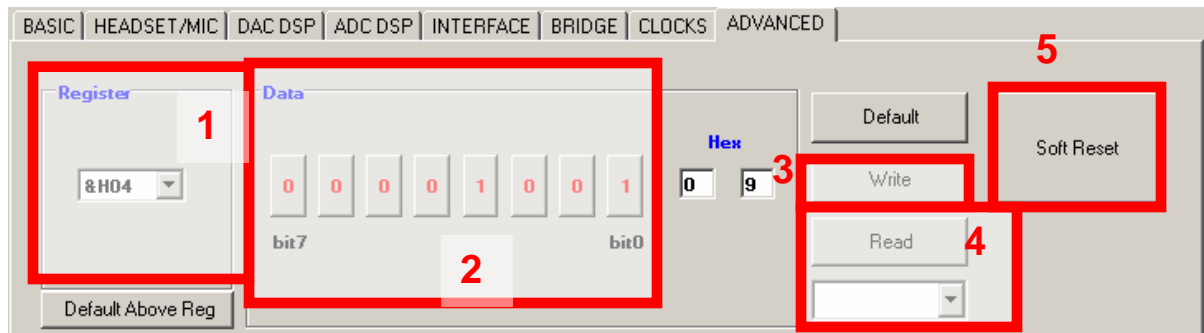 BASIC HEADSET/MIC DAC DSP ADC DSP INTERFACE BRIDGE CLOCKS ADVANCED
5
Register
1
Data
Default
Soft Reset
Hex
3
&H04
0 0 0 0 1 0 0 1
0 9
Write
bit7
bit0
2
Read
4
Default Above Reg